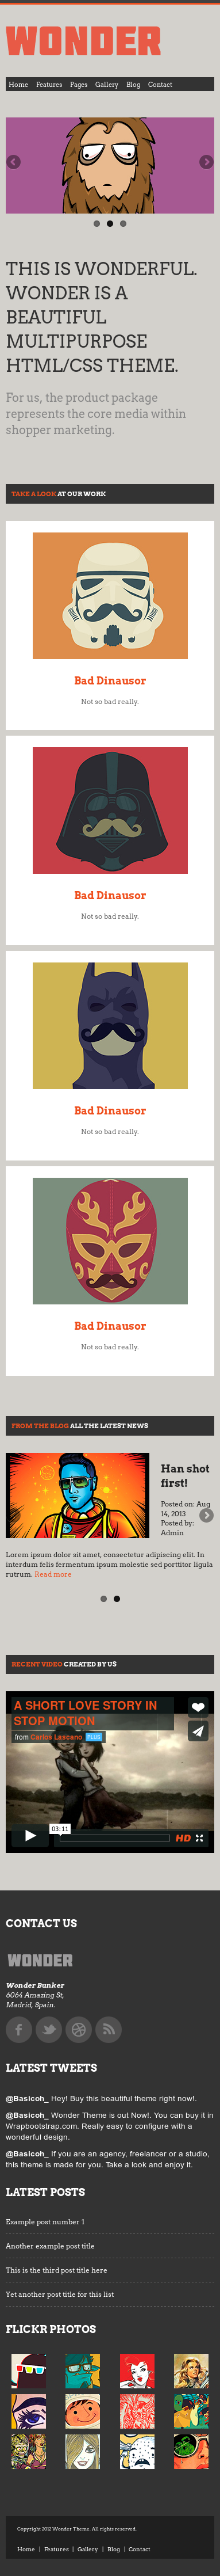 WONDER
Home Features Pages Gallery Blog Contact
THIS IS WONDERFUL.
WONDER IS A
BEAUTIFUL
MULTIPURPOSE
HTML/CSS THEME.
For us, the product package
represents the core media within
shopper marketing.
TAKE A LOOK AT OUR WORK
Bad Dinausor
Not so bad really.
Bad Dinausor
Not so bad really.
Bad Dinausor
Not so bad really.
Bad Dinausor
Not so bad really.
FROM THE BLOG ALL THE LATEST NEWS
Han shot
first!
Posted on: Aug
14, 2013
Posted by:
Admin
Lorem ipsum dolor sit amet, consectetur adipiscing elit. In
interdum felis fermentum ipsum molestie sed porttitor ligula
rutrum. Read more
RECENT VIDEO CREATED BY US
A SHORT LOVE STORY IN
STOP MOTION
from Carlos Lascano PLUS
03:11
HD
CONTACT US
WONDER
Wonder Bunker
6064 Amazing St,
Madrid, Spain.
LATEST TWEETS
@Basicoh_ Hey! Buy this beautiful theme right now!.
@Basicoh_ Wonder Theme is out Now!. You can buy it in
Wrapbootstrap.com. Really easy to configure with a
wonderful design.
@Basicoh_ If you are an agency, freelancer or a studio,
this theme is made for you. Take a look and enjoy it.
LATEST POSTS
Example post number 1
Another example post title
This is the third post title here
Yet another post title for this list
FLICKR PHOTOS
Copyright 2012 Wonder Theme. All rights reserved.
Home | Features | Gallery | Blog | Contact